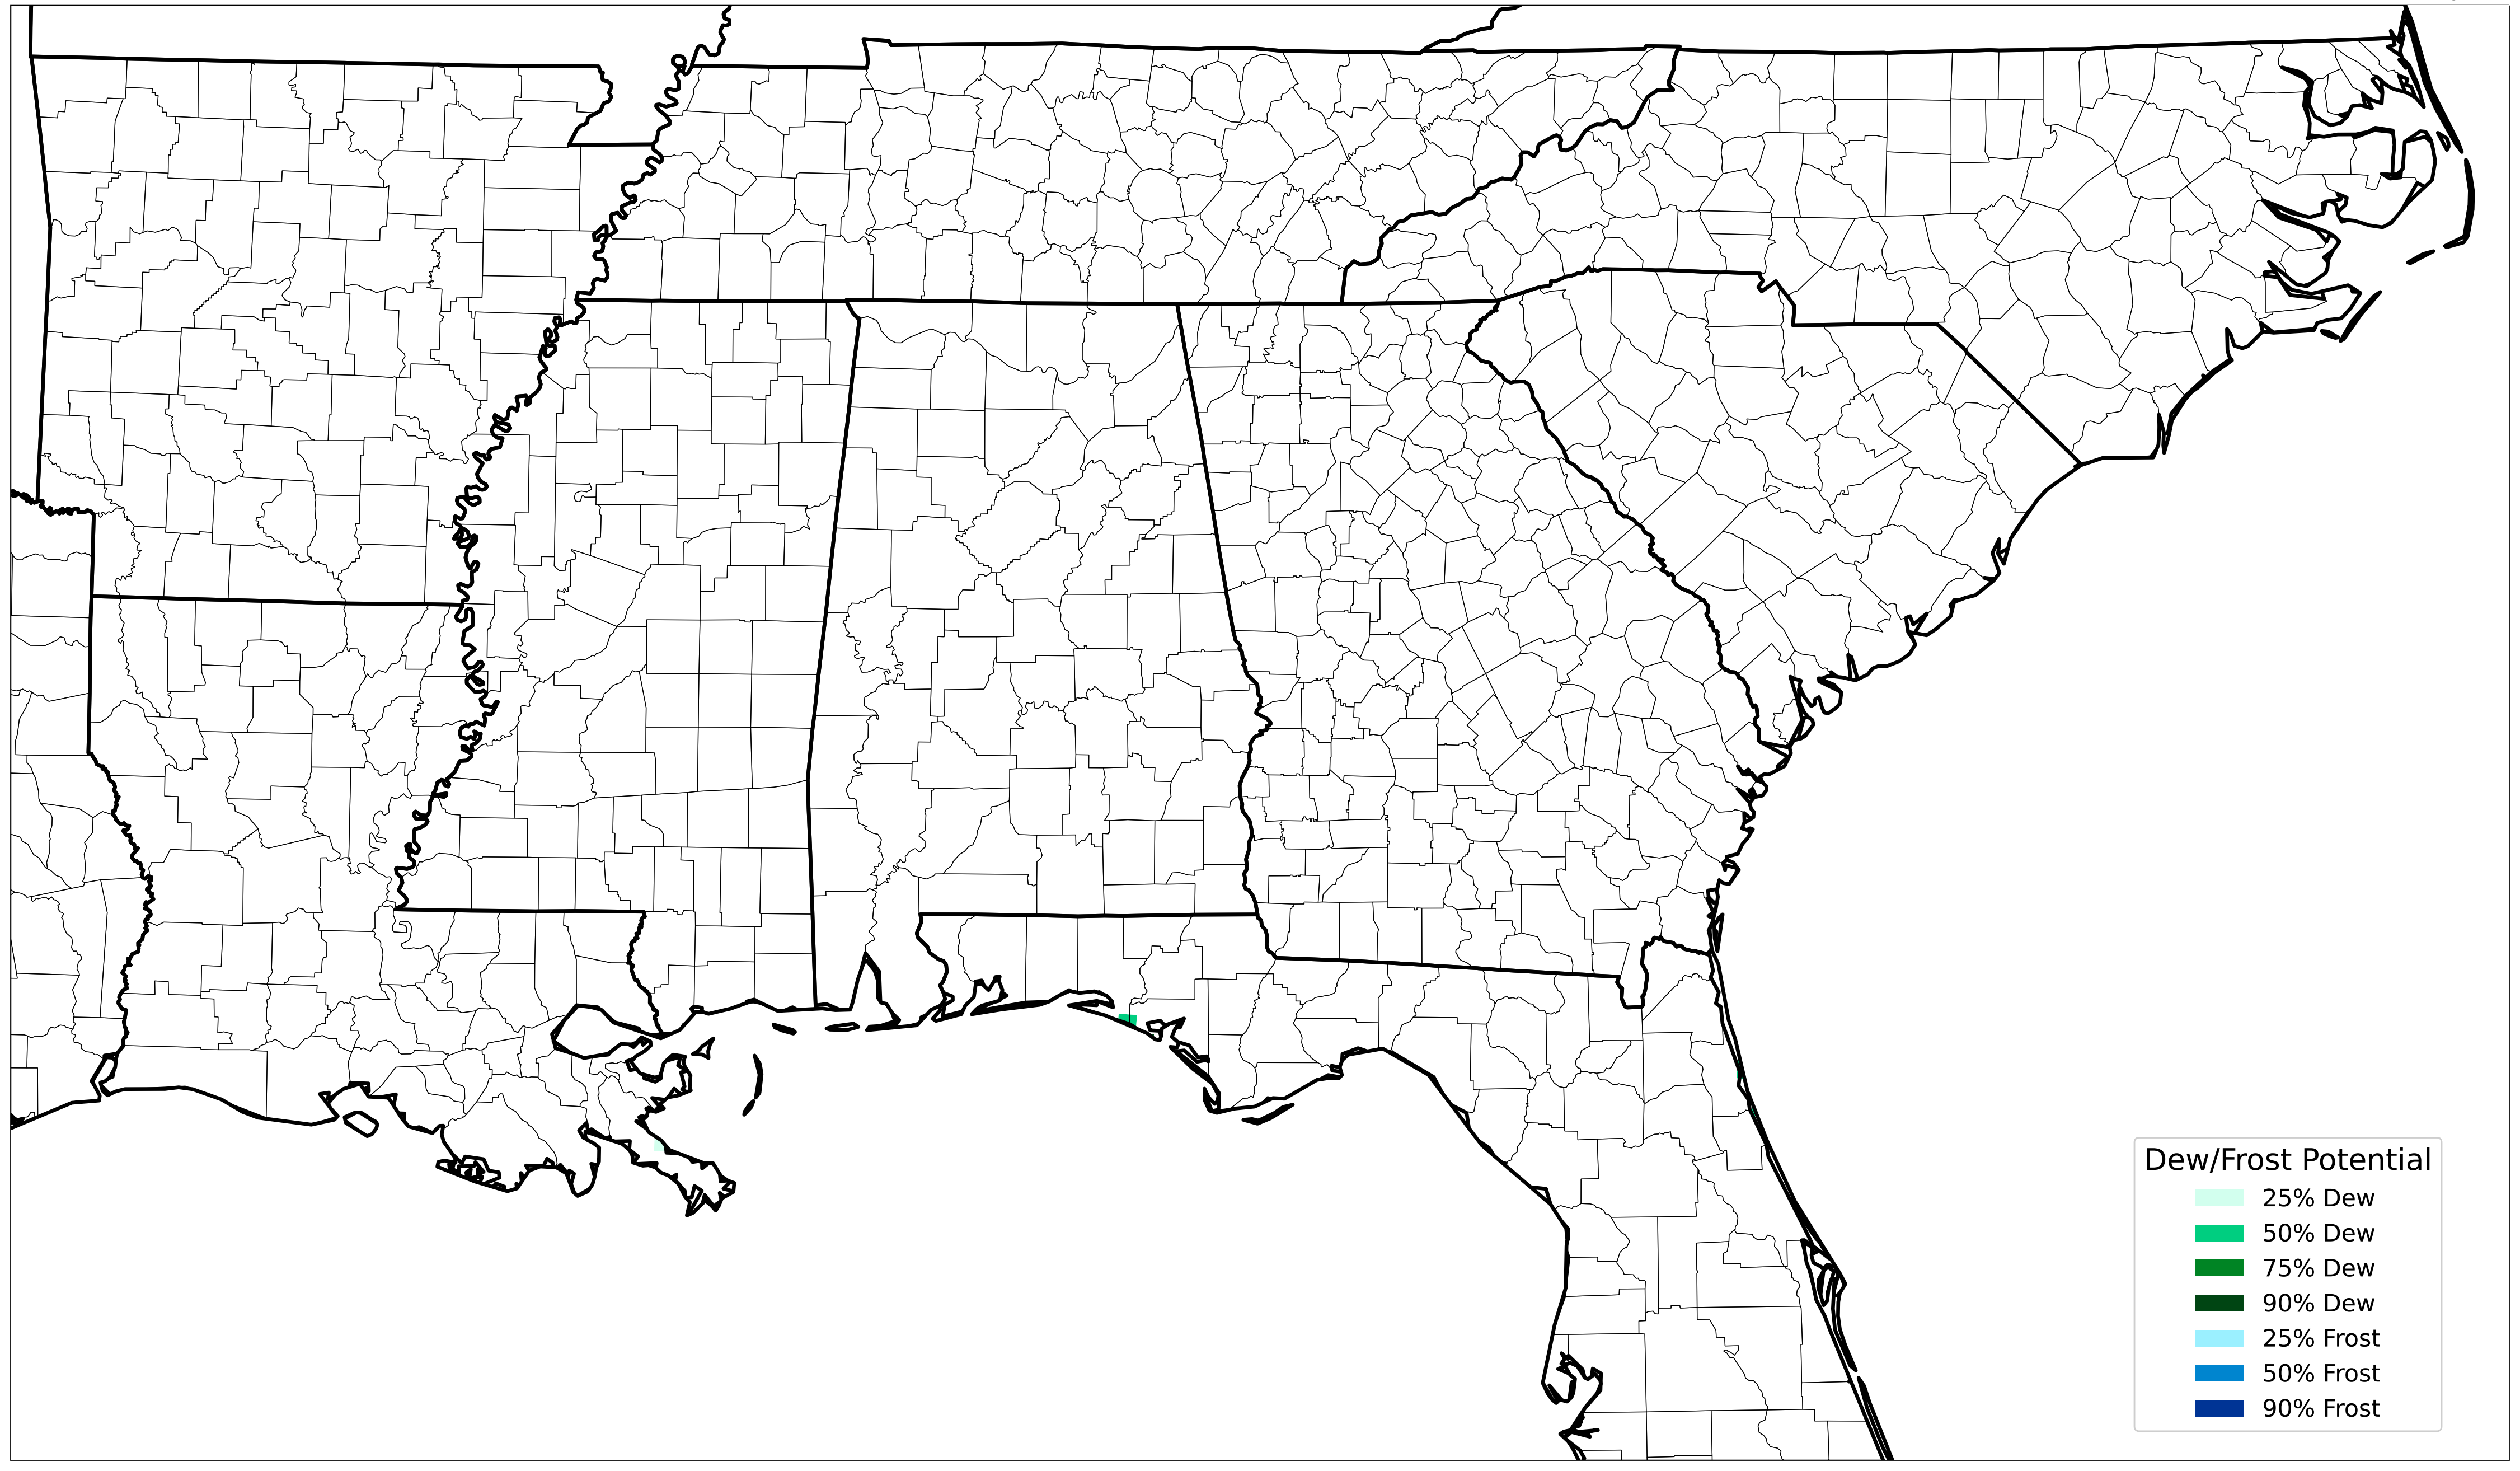 Dew/Frost Potential
25% Dew
50% Dew
75% Dew
90% Dew
25% Frost
50% Frost
90% Frost